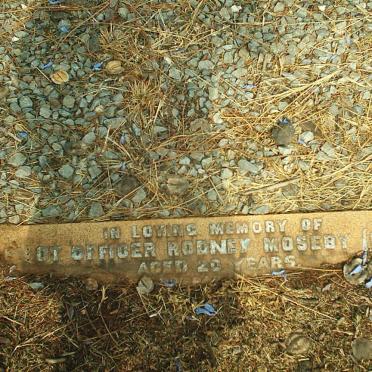 IN LOVING MEMORY OF
OFFICER RODNEY MOSEBY
AGED 20 YEARS